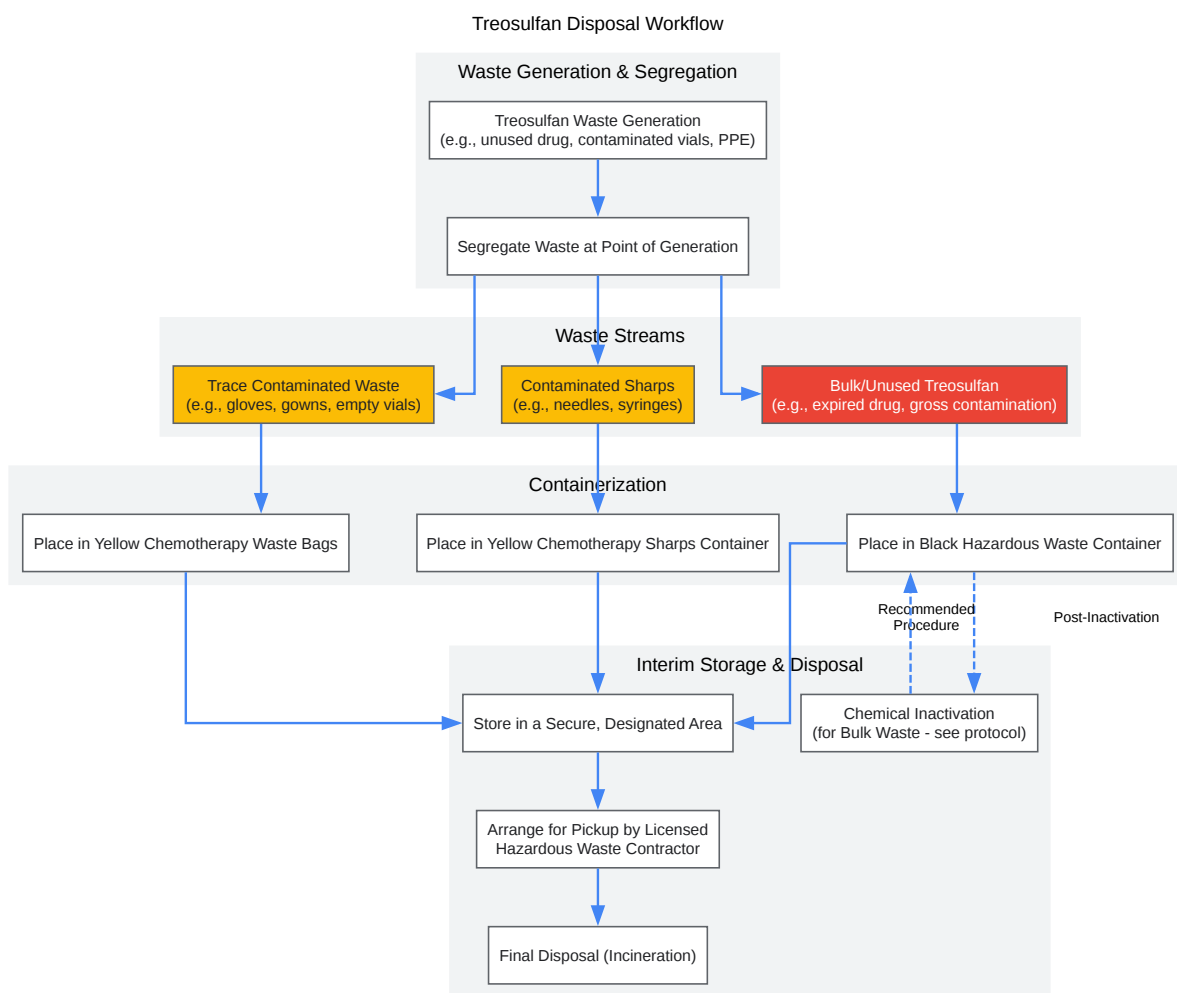 Treosulfan Disposal Workflow
Waste Generation & Segregation
Treosulfan Waste Generation
(e.g., unused drug, contaminated vials, PPE)
Segregate Waste at Point of Generation
Waste Streams
Trace Contaminated Waste
(e.g., gloves, gowns, empty vials)
Contaminated Sharps
(e.g., needles, syringes)
Bulk/Unused Treosulfan
(e.g., expired drug, gross contamination)
Containerization
Place in Yellow Chemotherapy Waste Bags
Place in Yellow Chemotherapy Sharps Container
Place in Black Hazardous Waste Container
Recommended
Procedure
Post-Inactivation
Interim Storage & Disposal
Store in a Secure, Designated Area
Chemical Inactivation
(for Bulk Waste - see protocol)
Arrange for Pickup by Licensed
Hazardous Waste Contractor
Final Disposal (Incineration)